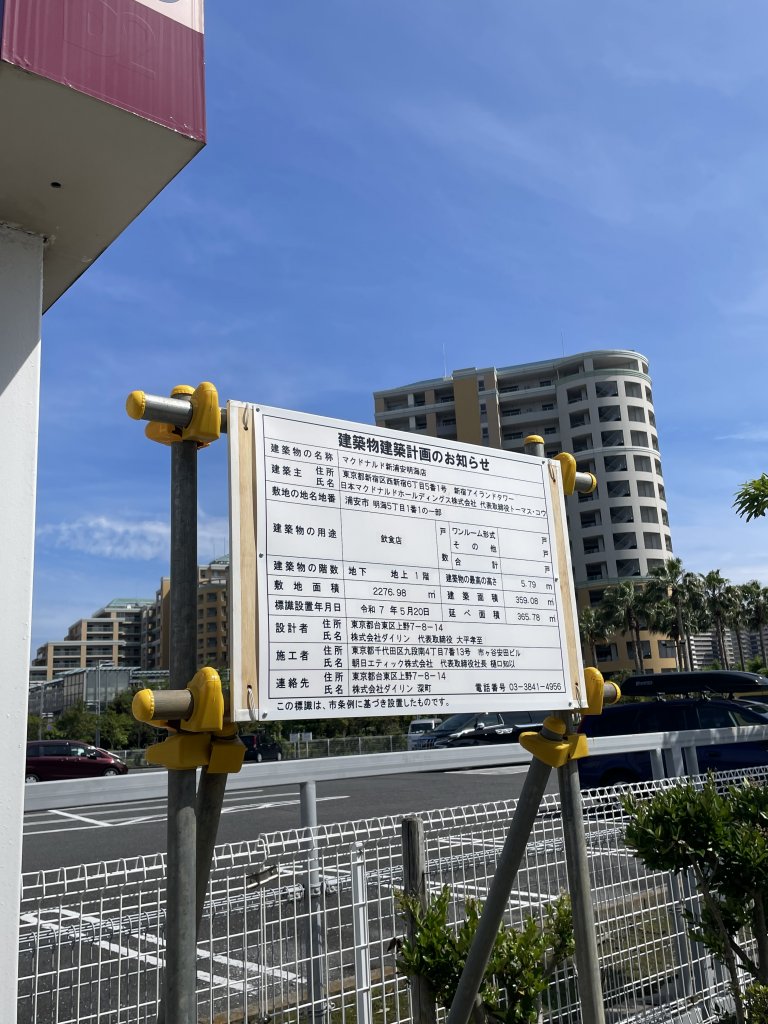 建築物建築計画のお知らせ
建築物の名称 マクドナルド新浦安明海店
建築主 住所 東京都新宿区西新宿6丁目5番1号 新宿アイランドタワー
氏名 日本マクドナルドホールディングス株式会社 代表取締役トーマス・コウ
敷地の地名地番 浦安市 明海5丁目1番1の一部
建築物の用途 飲食店 戸 ワンルーム形式 戸
その他 戸
数 合計 戸
建築物の階数 地下 地上1階 建築物の最高の高さ 5.79 m
敷地面積 2276.98 ㎡ 建築面積 359.08 ㎡
標識設置年月日 令和7年5月20日 延べ面積 365.78 ㎡
設計者 住所 東京都台東区上野7-8-14
氏名 株式会社ダイリン 代表取締役 大平孝至
施工者 住所 東京都千代田区九段南4丁目7番13号 市ヶ谷安田ビル
氏名 朝日エティック株式会社 代表取締役社長 樋口知以
連絡先 住所 東京都台東区上野7-8-14
氏名 株式会社ダイリン 深町 電話番号 03-3841-4956
この標識は、市条例に基づき設置したものです。